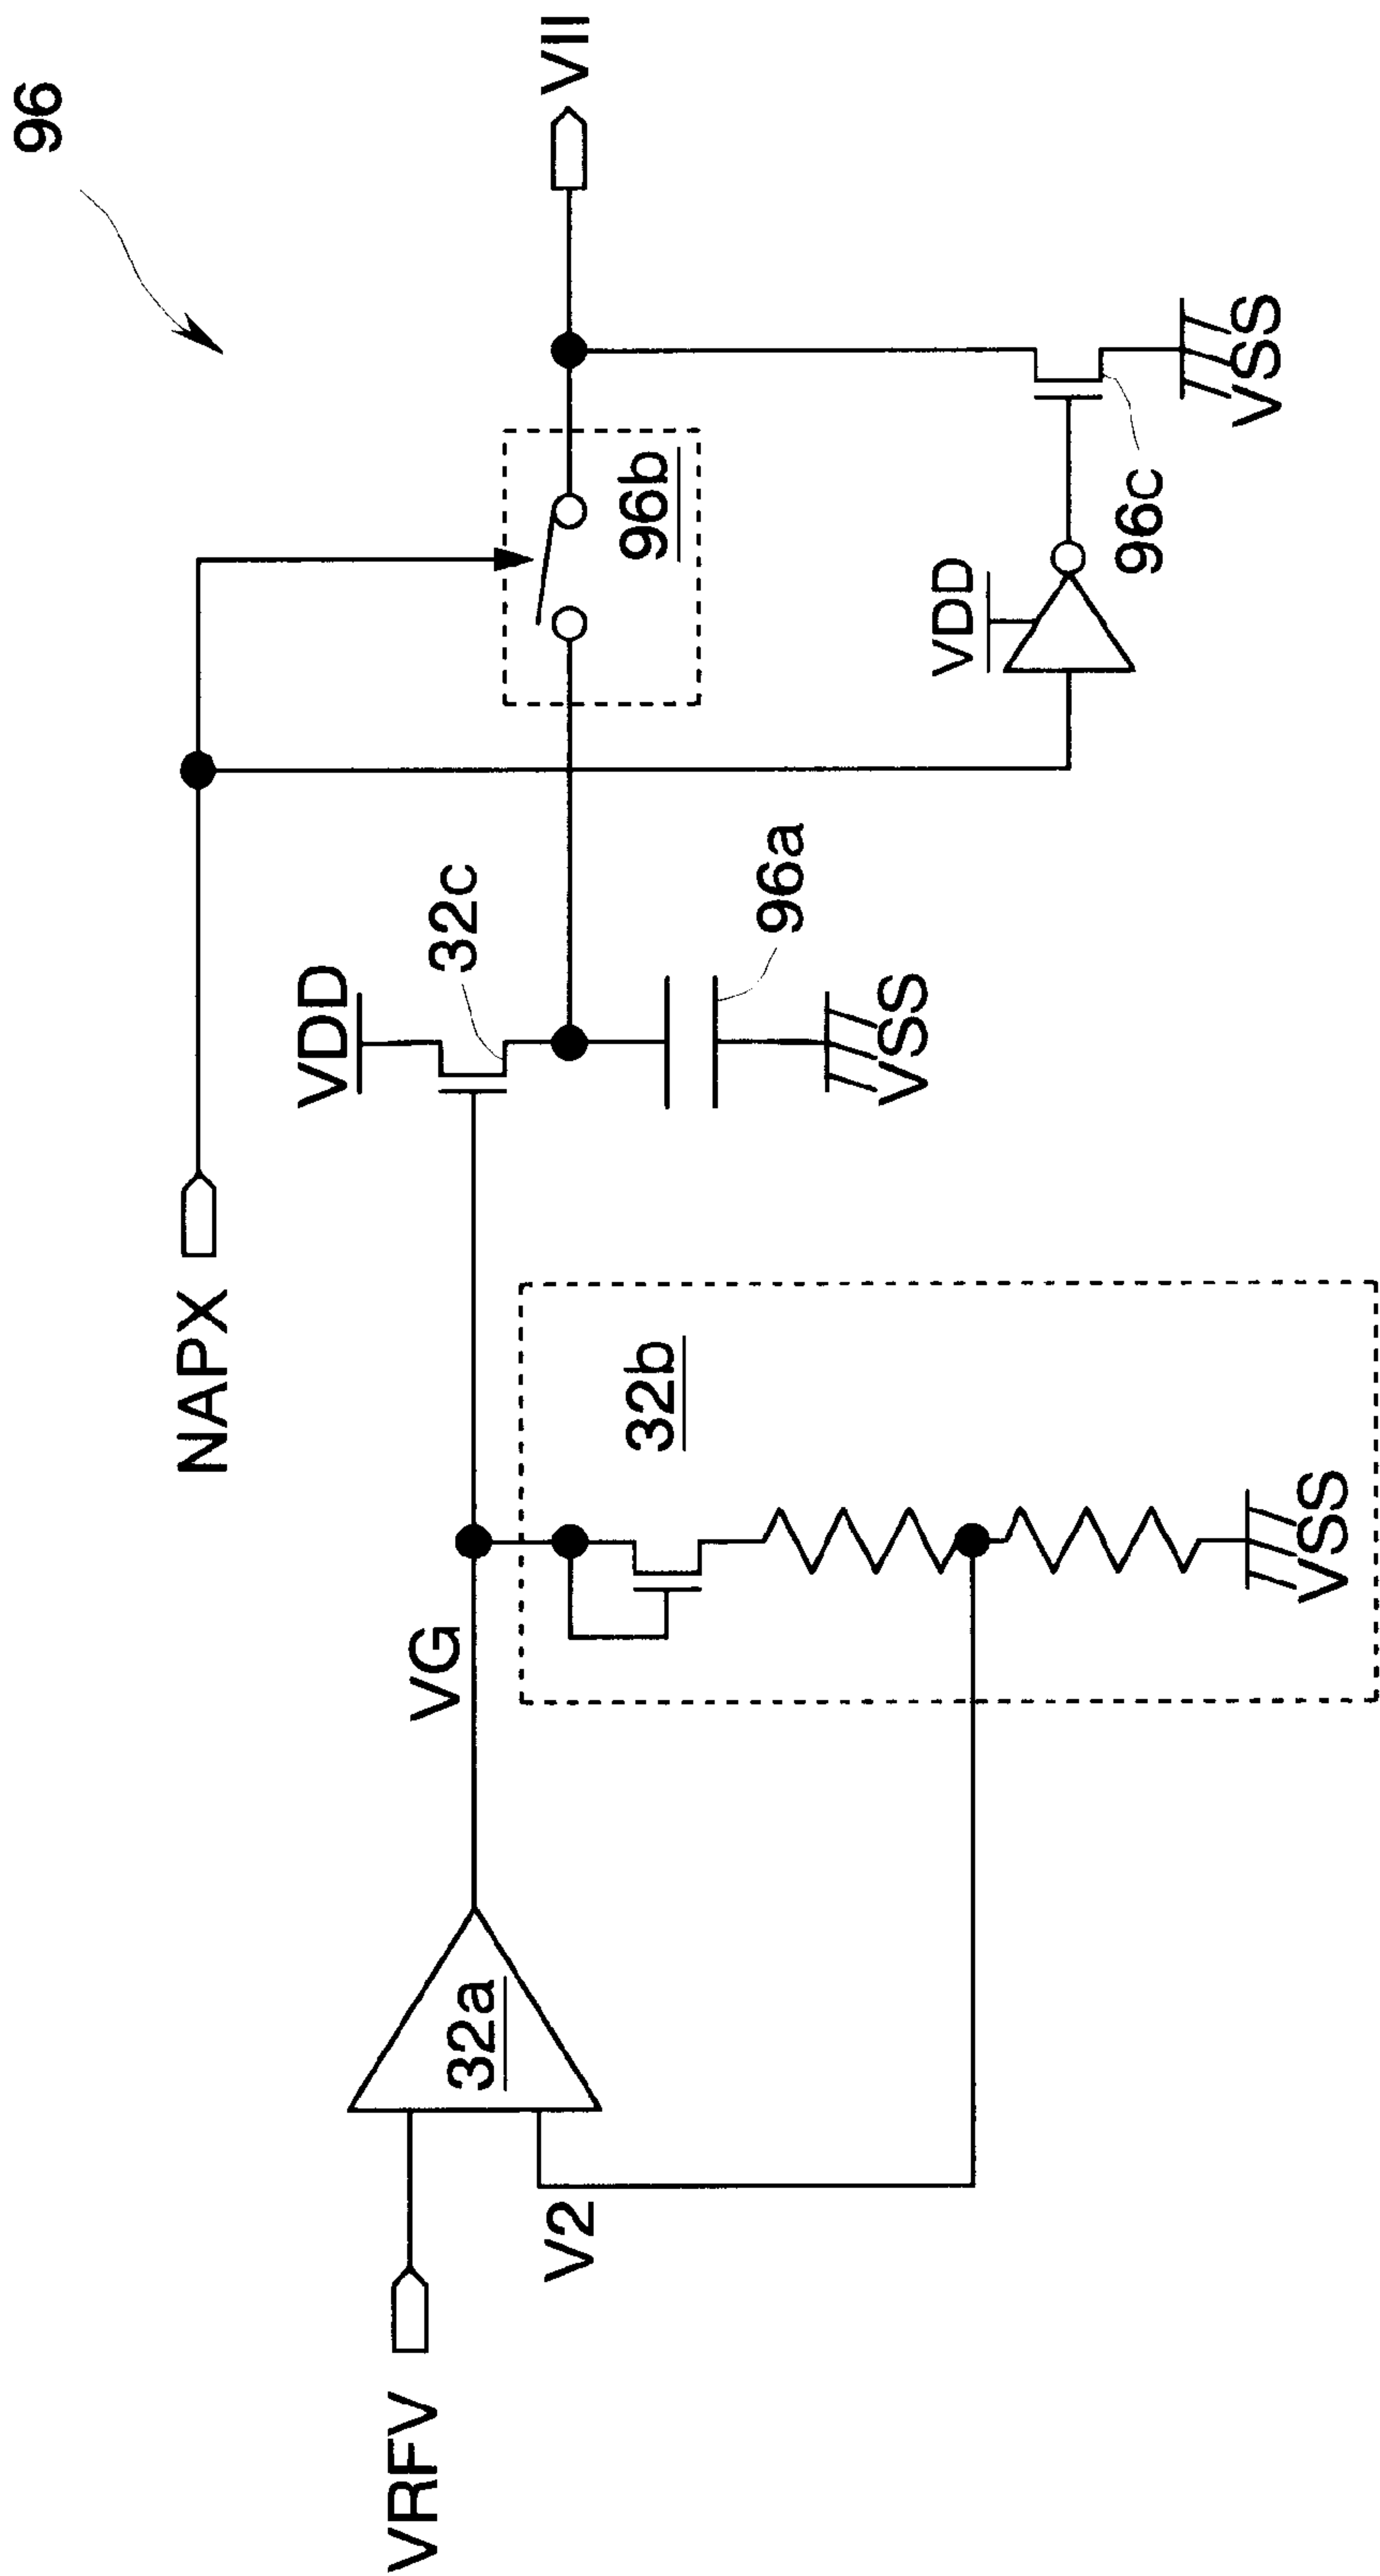 96
NAPX
VDD
32c
VII
96b
VG
VRFV
32a
V2
32b
96a
VSS
VDD
96c
VSS
VSS